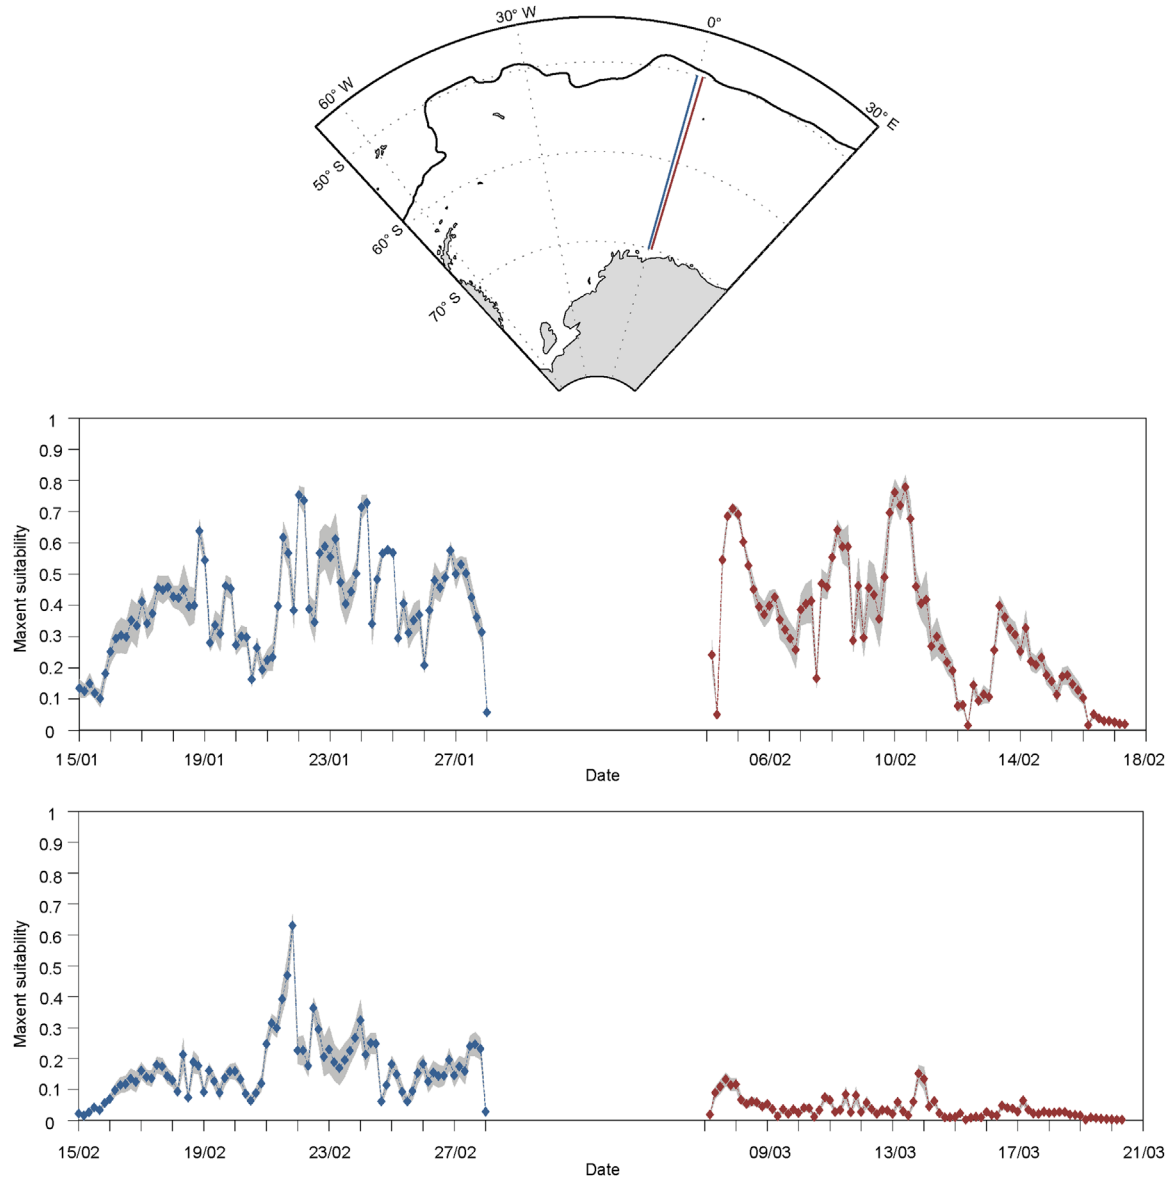 30° W
0°
60° W
30° E
50° S
60° S
70° S
1
0.9
0.8
0.7
0.6
0.5
0.4
0.3
0.2
0.1
0
Maxent suitability
15/01 19/01 23/01 27/01 06/02 10/02 14/02 18/02
Date
1
0.9
0.8
0.7
0.6
0.5
0.4
0.3
0.2
0.1
0
Maxent suitability
15/02 19/02 23/02 27/02 09/03 13/03 17/03 21/03
Date